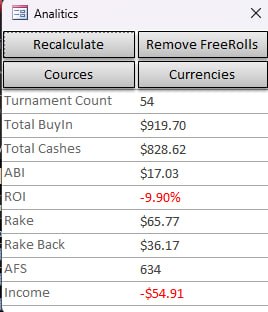 Analitics
Recalculate Remove FreeRolls
Cources Currencies
Turnament Count 54
Total BuyIn $919.70
Total Cashes $828.62
ABI $17.03
ROI -9.90%
Rake $65.77
Rake Back $36.17
AFS 634
Income -$54.91